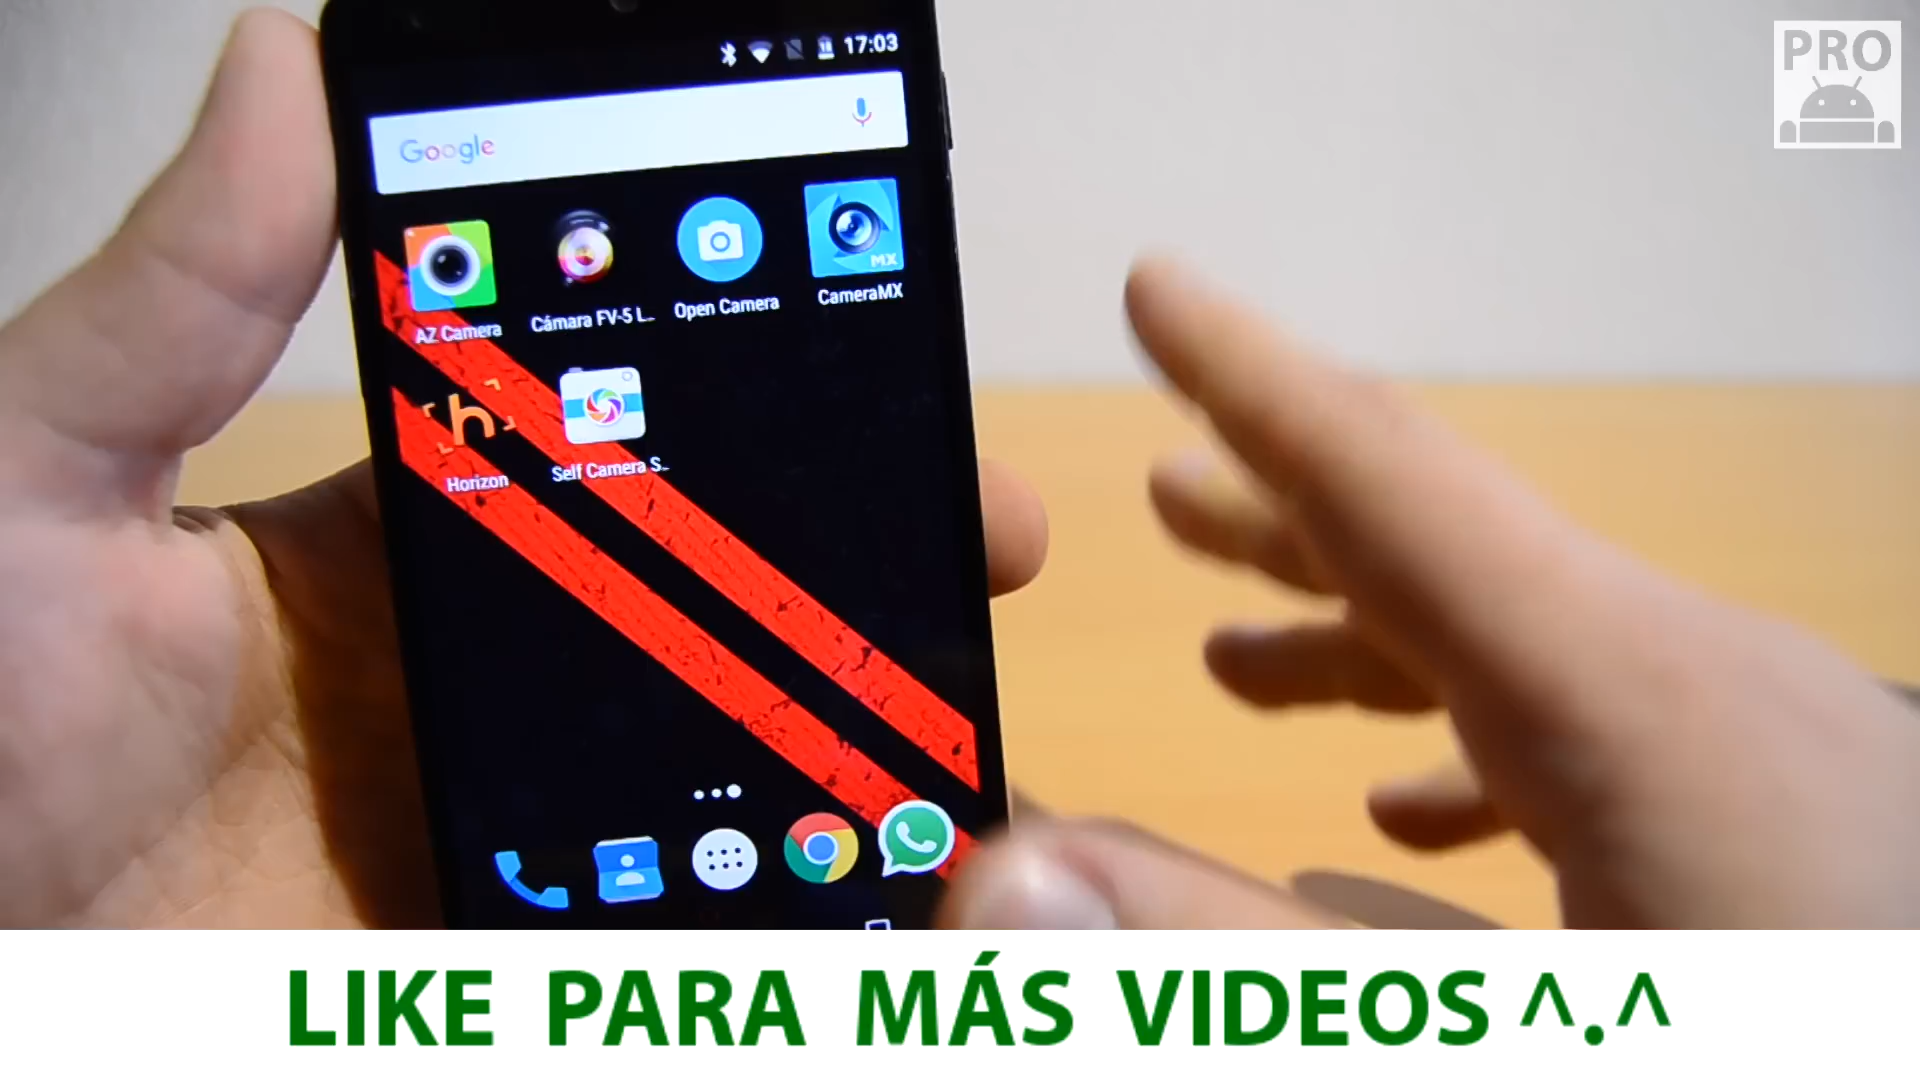 PRO
17:03
Google
AZ Camera
Cámara FV-5 L...
Open Camera
MX
CameraMX
h
Horizon
Self Camera S...
LIKE PARA MÁS VIDEOS ^.^